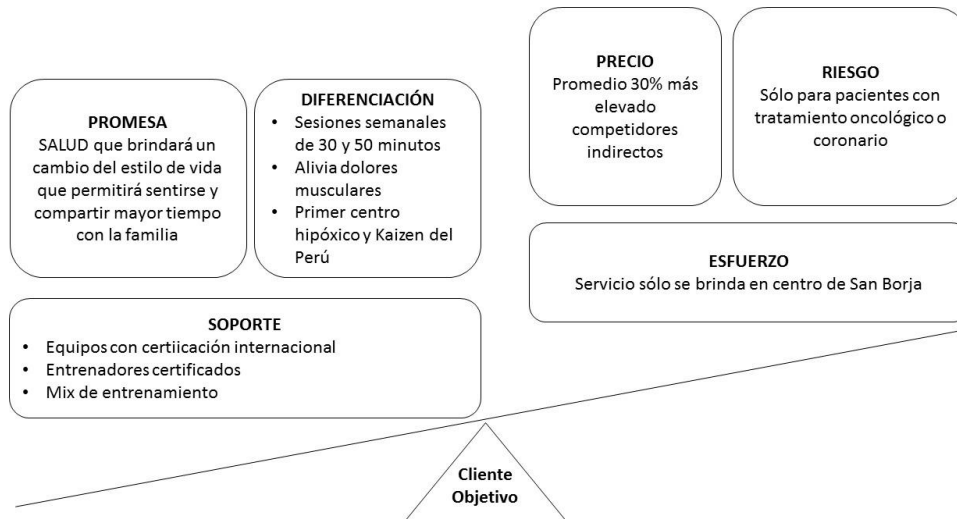 PROMESA
SALUD que brindará un
cambio del estilo de vida
que permitirá sentirse y
compartir mayor tiempo
con la familia
DIFERENCIACIÓN
• Sesiones semanales
de 30 y 50 minutos
• Alivia dolores
musculares
• Primer centro
hipóxico y Kaizen del
Perú
PRECIO
Promedio 30% más
elevado
competidores
indirectos
RIESGO
Sólo para pacientes con
tratamiento oncológico o
coronario
ESFUERZO
Servicio sólo se brinda en centro de San Borja
SOPORTE
• Equipos con certiicación internacional
• Entrenadores certificados
• Mix de entrenamiento
Cliente
Objetivo